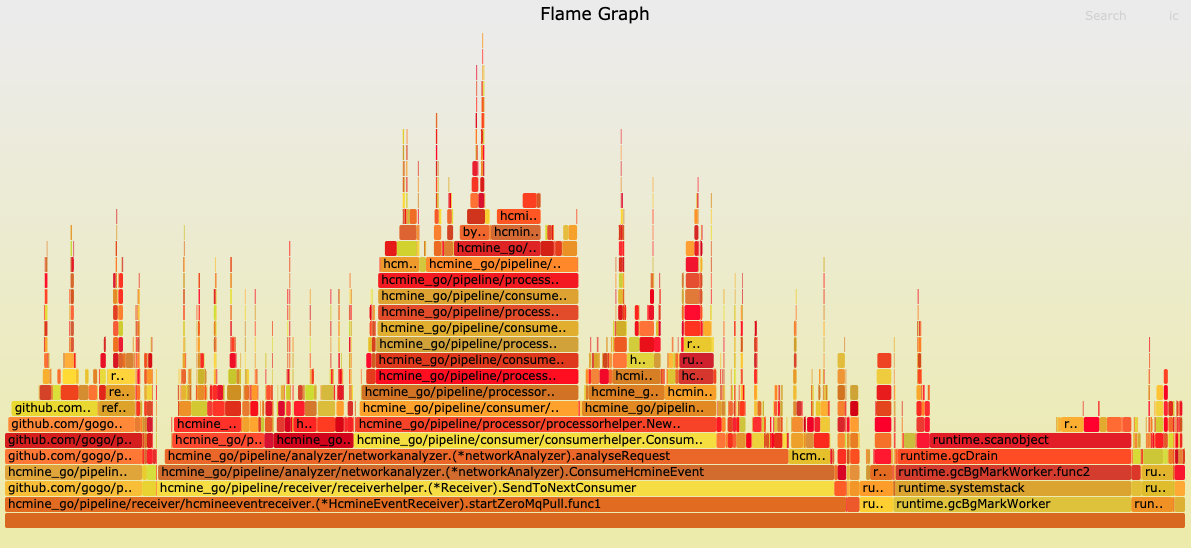 Flame Graph
Search ic
hcmi..
by.. hcmin..
hcmine_go/..
hcm.. hcmine_go/pipeline/..
hcmine_go/pipeline/process..
hcmine_go/pipeline/consume..
hcmine_go/pipeline/process..
hcmine_go/pipeline/consume..
hcmine_go/pipeline/process.. r..
hcmine_go/pipeline/consume.. h.. ru..
r.. hcmine_go/pipeline/process.. hcmi.. hc..
re.. hcmine_go/pipeline/processor.. hcmine_g.. hcmin..
github.com.. ref.. hcmine_go/pipeline/consumer/.. hcmine_go/pipelin..
github.com/gogo.. hcmine_.. h.. hcmine_go/pipeline/processor/processorhelper.New.. r..
github.com/gogo/p.. hcmine_go/p.. hcmine_go.. hcmine_go/pipeline/consumer/consumerhelper.Consum.. runtime.scanobject
github.com/gogo/p.. hcmine_go/pipeline/analyzer/networkanalyzer.(*networkAnalyzer).analyseRequest hcm.. runtime.gcDrain
hcmine_go/pipelin.. hcmine_go/pipeline/analyzer/networkanalyzer.(*networkAnalyzer).ConsumeHcmineEvent r.. runtime.gcBgMarkWorker.func2 ru..
github.com/gogo/p.. hcmine_go/pipeline/receiver/receiverhelper.(*Receiver).SendToNextConsumer ru.. runtime.systemstack ru..
hcmine_go/pipeline/receiver/hcmineeventreceiver.(*HcmineEventReceiver).startZeroMqPull.func1 ru.. runtime.gcBgMarkWorker run..